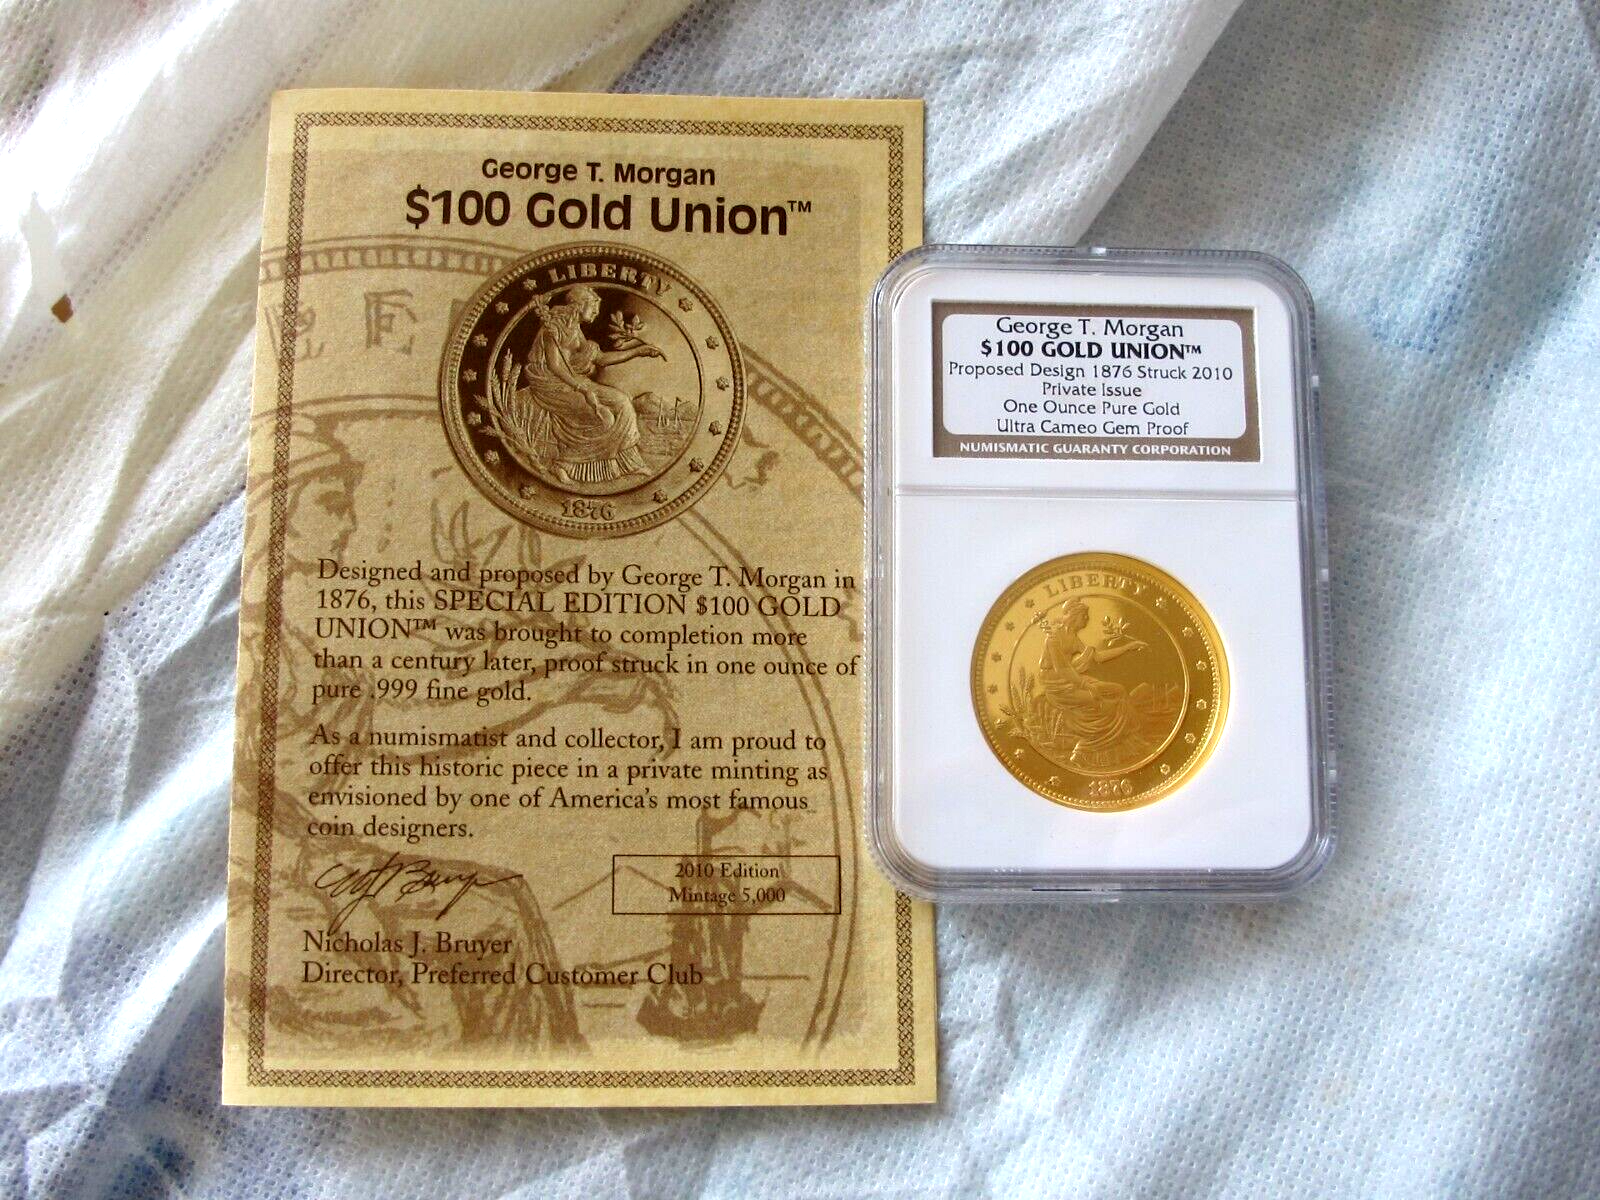 George T. Morgan
$100 Gold Union™
LIBERTY
1876
Designed and proposed by George T. Morgan in
1876, this SPECIAL EDITION $100 GOLD
UNION™ was brought to completion more
than a century later, proof struck in one ounce of
pure .999 fine gold.
As a numismatist and collector, I am proud to
offer this historic piece in a private minting as
envisioned by one of America's most famous
coin designers.
2010 Edition
Mintage 5,000
Nicholas J. Bruyer
Director, Preferred Customer Club
George T. Morgan
$100 GOLD UNION™
Proposed Design 1876 Struck 2010
Private Issue
One Ounce Pure Gold
Ultra Cameo Gem Proof
NUMISMATIC GUARANTY CORPORATION
LIBERTY
1876